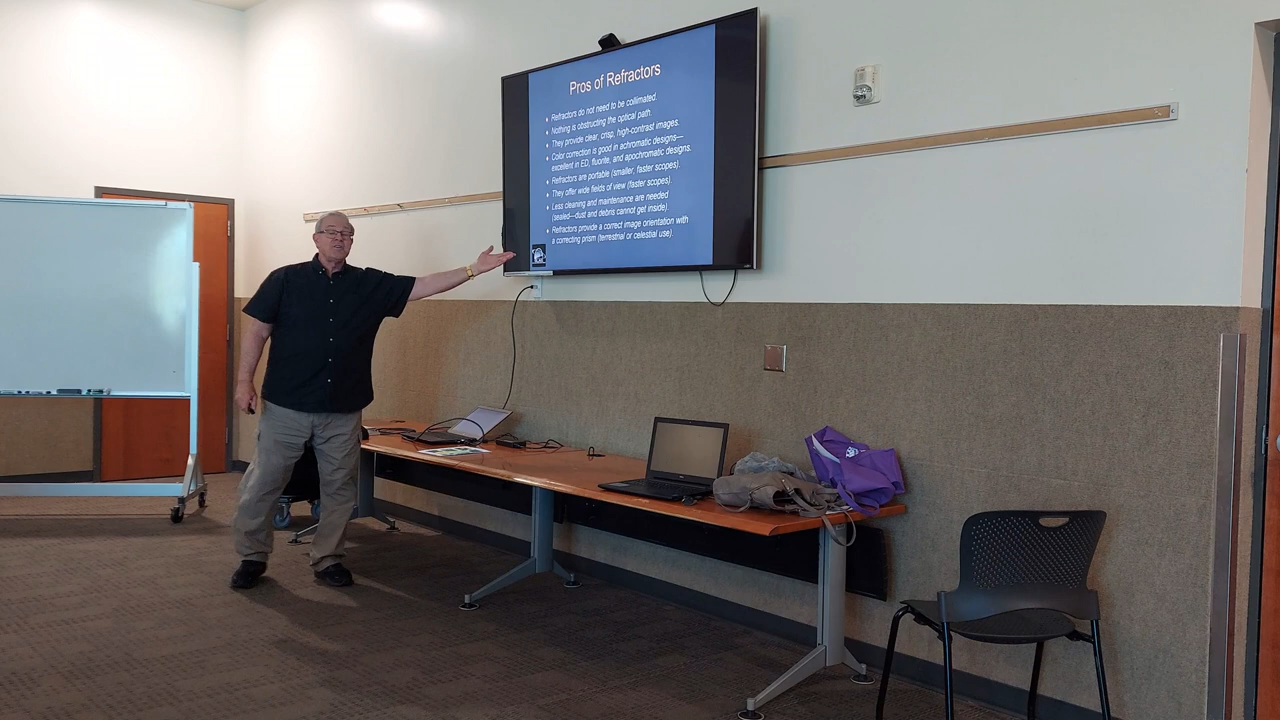 Pros of Refractors
♦ Refractors do not need to be collimated.
♦ Nothing is obstructing the optical path.
♦ They provide clear, crisp, high-contrast images.
♦ Color correction is good in achromatic designs—
excellent in ED, fluorite, and apochromatic designs.
♦ Refractors are portable (smaller, faster scopes).
♦ They offer wide fields of view (faster scopes).
♦ Less cleaning and maintenance are needed
(sealed—dust and debris cannot get inside).
♦ Refractors provide a correct image orientation with
a correcting prism (terrestrial or celestial use).